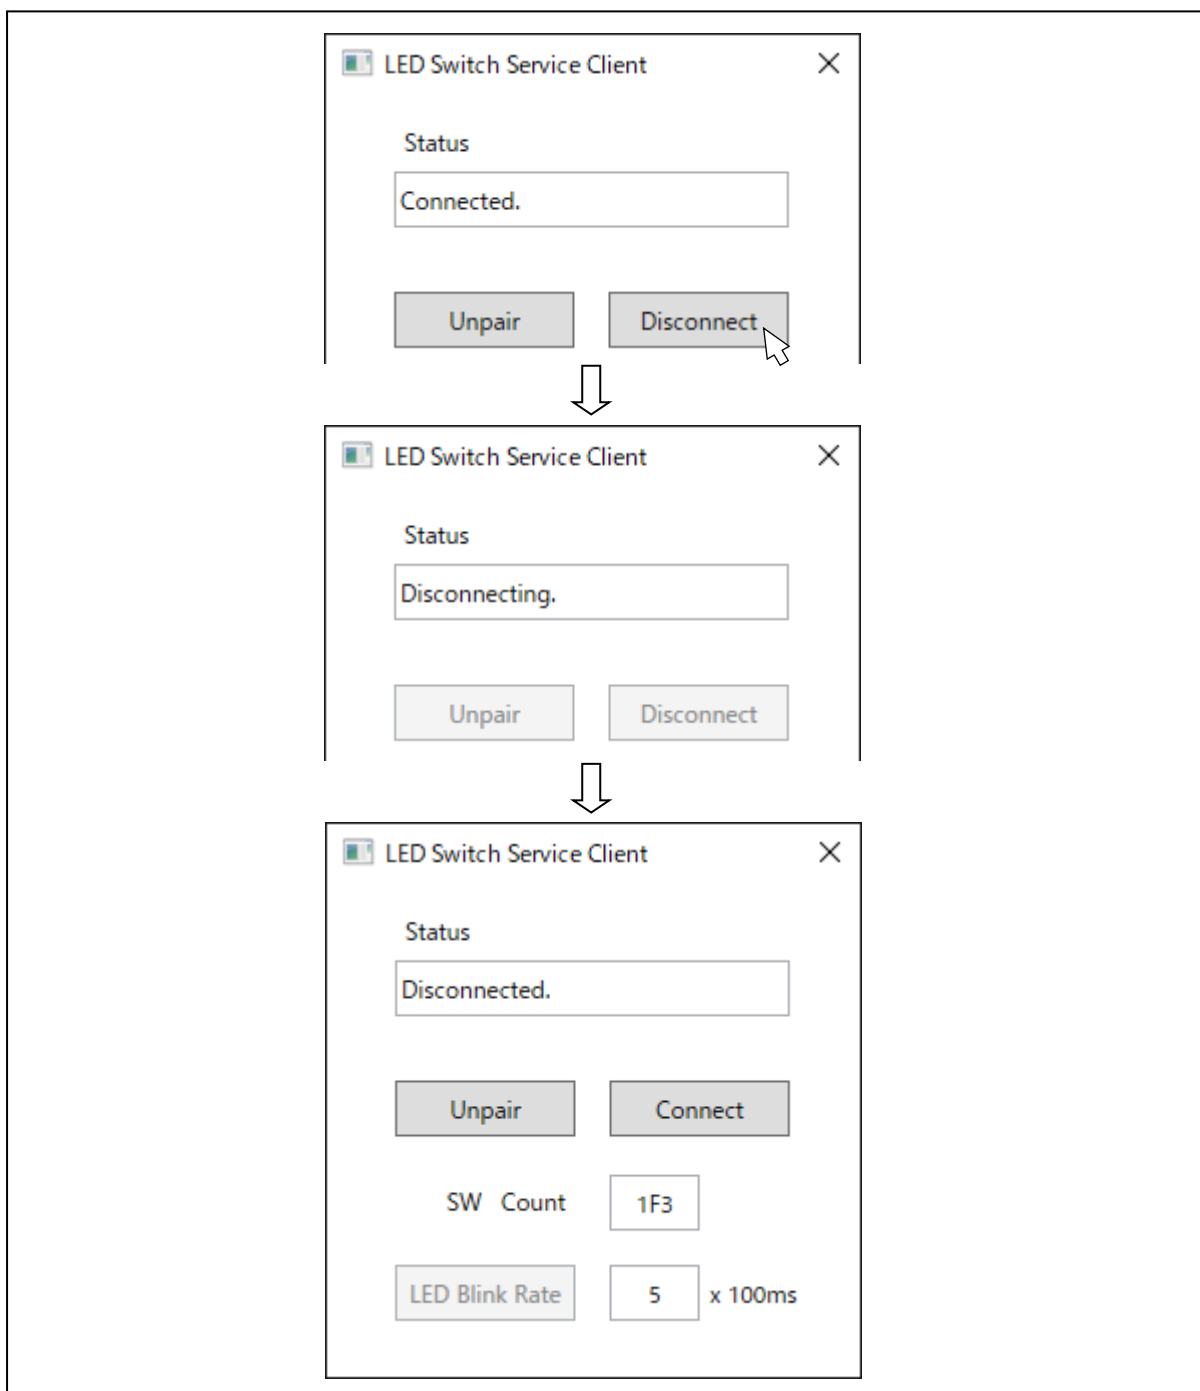 LED Switch Service Client
Status
Connected.
Unpair Disconnect
LED Switch Service Client
Status
Disconnecting.
Unpair Disconnect
LED Switch Service Client
Status
Disconnected.
Unpair Connect
SW Count 1F3
LED Blink Rate 5 x 100ms